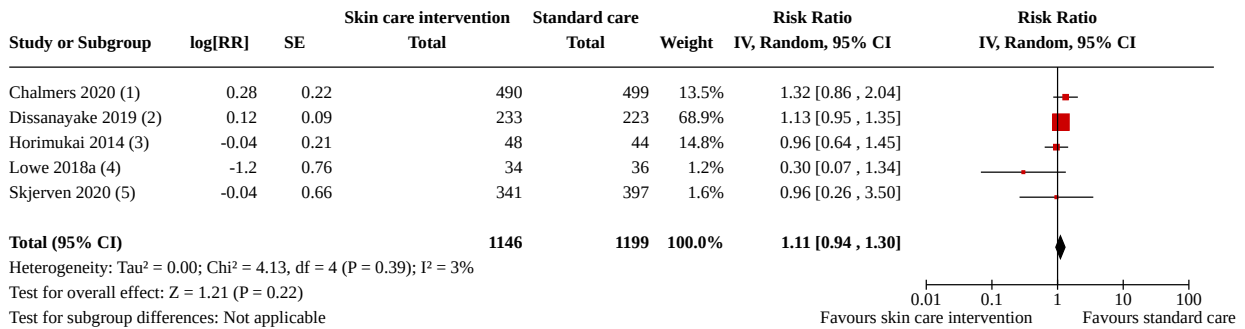 Skin care intervention Standard care Risk Ratio Risk Ratio
Study or Subgroup log[RR] SE Total Total Weight IV, Random, 95% CI IV, Random, 95% CI
Chalmers 2020 (1) 0.28 0.22 490 499 13.5% 1.32 [0.86 , 2.04]
Dissanayake 2019 (2) 0.12 0.09 233 223 68.9% 1.13 [0.95 , 1.35]
Horimukai 2014 (3) -0.04 0.21 48 44 14.8% 0.96 [0.64 , 1.45]
Lowe 2018a (4) -1.2 0.76 34 36 1.2% 0.30 [0.07 , 1.34]
Skjerven 2020 (5) -0.04 0.66 341 397 1.6% 0.96 [0.26 , 3.50]
Total (95% CI) 1146 1199 100.0% 1.11 [0.94 , 1.30]
Heterogeneity: Tau² = 0.00; Chi² = 4.13, df = 4 (P = 0.39); I² = 3%
Test for overall effect: Z = 1.21 (P = 0.22)
Test for subgroup differences: Not applicable
0.01 0.1 1 10 100
Favours skin care intervention Favours standard care